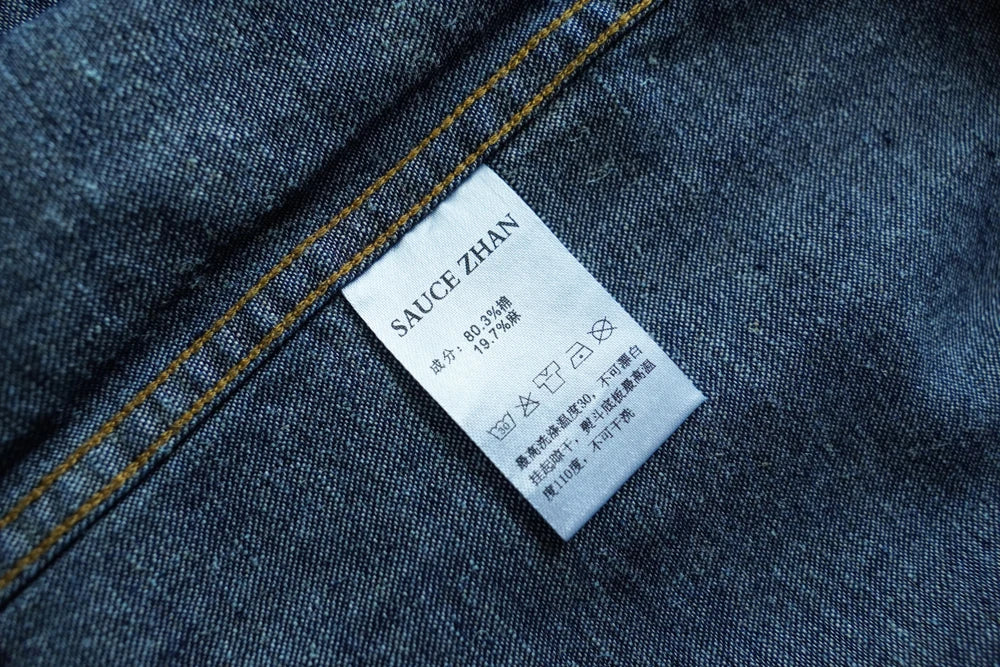 SAUCE ZHAN
成分：80.3%棉
19.7%麻
30
最高洗涤温度30，不可漂白
挂起晾干，熨斗底板最高温
度110度，不可干洗